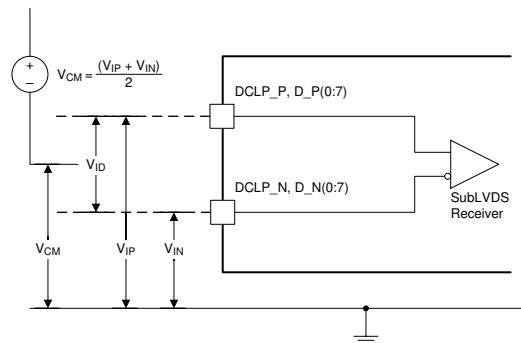 +
−
V_CM = (V_IP + V_IN)
2
DCLP_P, D_P(0:7)
V_ID
DCLP_N, D_N(0:7)
SubLVDS
Receiver
V_CM
V_IP
V_IN